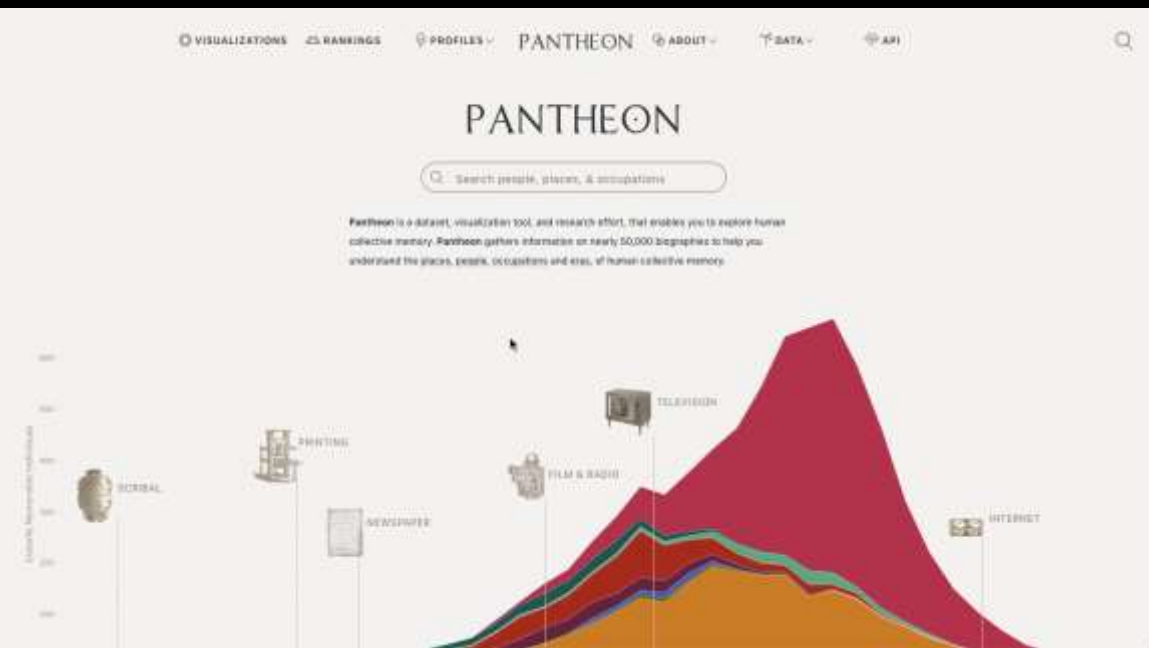 VISUALIZATIONS RANKINGS PROFILES PANTHEON ABOUT DATA API
PANTHEON
Search people, places, & occupations
Pantheon is a dataset, visualization tool, and research effort, that enables you to explore human
collective memory. Pantheon gathers information on nearly 50,000 biographies to help you
understand the places, people, occupations and eras, of human collective memory.
TELEVISION
PRINTING
FILM & RADIO
SCRIBAL
INTERNET
NEWSPAPER